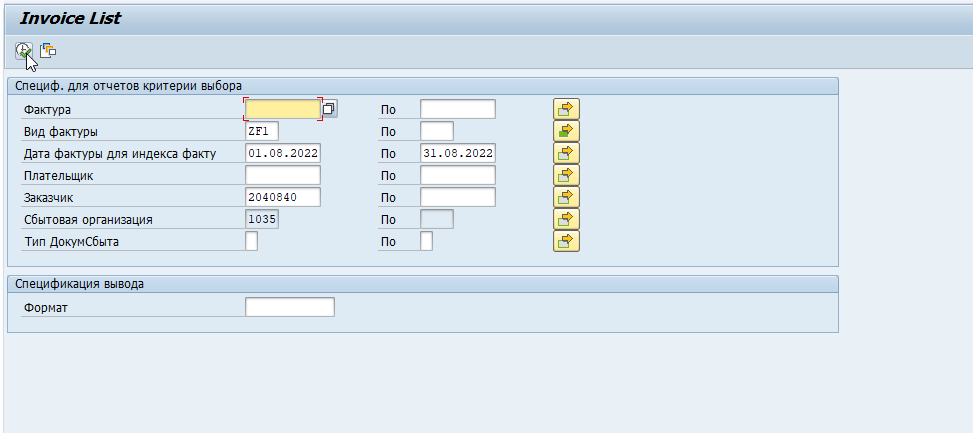 Invoice List
Специф. для отчетов критерии выбора
Фактура По
Вид фактуры ZF1 По
Дата фактуры для индекса факту 01.08.2022 По 31.08.2022
Плательщик По
Заказчик 2040840 По
Сбытовая организация 1035 По
Тип ДокумСбыта По
Спецификация вывода
Формат